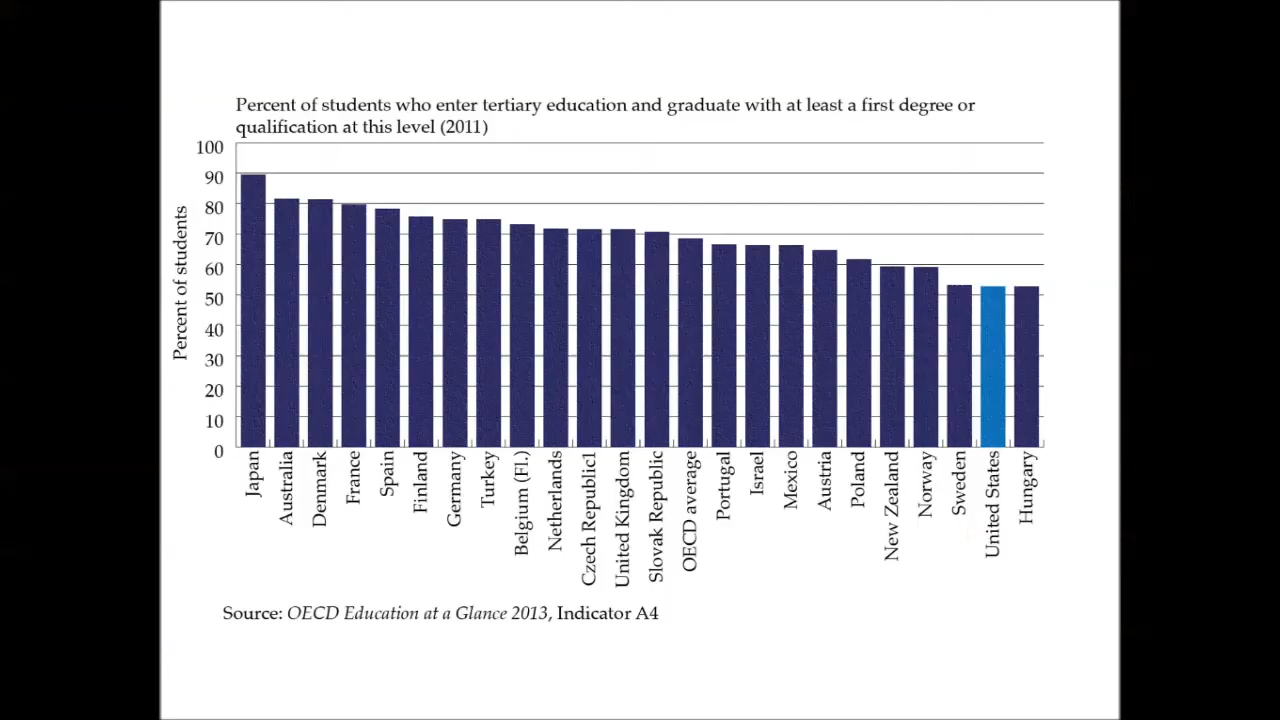 Percent of students who enter tertiary education and graduate with at least a first degree or
qualification at this level (2011)
Percent of students
100
90
80
70
60
50
40
30
20
10
0
Japan
Australia
Denmark
France
Spain
Finland
Germany
Turkey
Belgium (Fl.)
Netherlands
Czech Republic1
United Kingdom
Slovak Republic
OECD average
Portugal
Israel
Mexico
Austria
Poland
New Zealand
Norway
Sweden
United States
Hungary
Source: OECD Education at a Glance 2013, Indicator A4